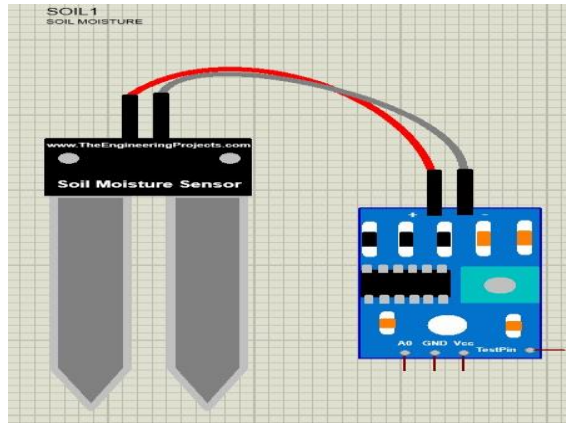 SOIL1
SOIL MOISTURE
www.TheEngineeringProjects.com
Soil Moisture Sensor
+ -
A0 GND Vcc TestPin